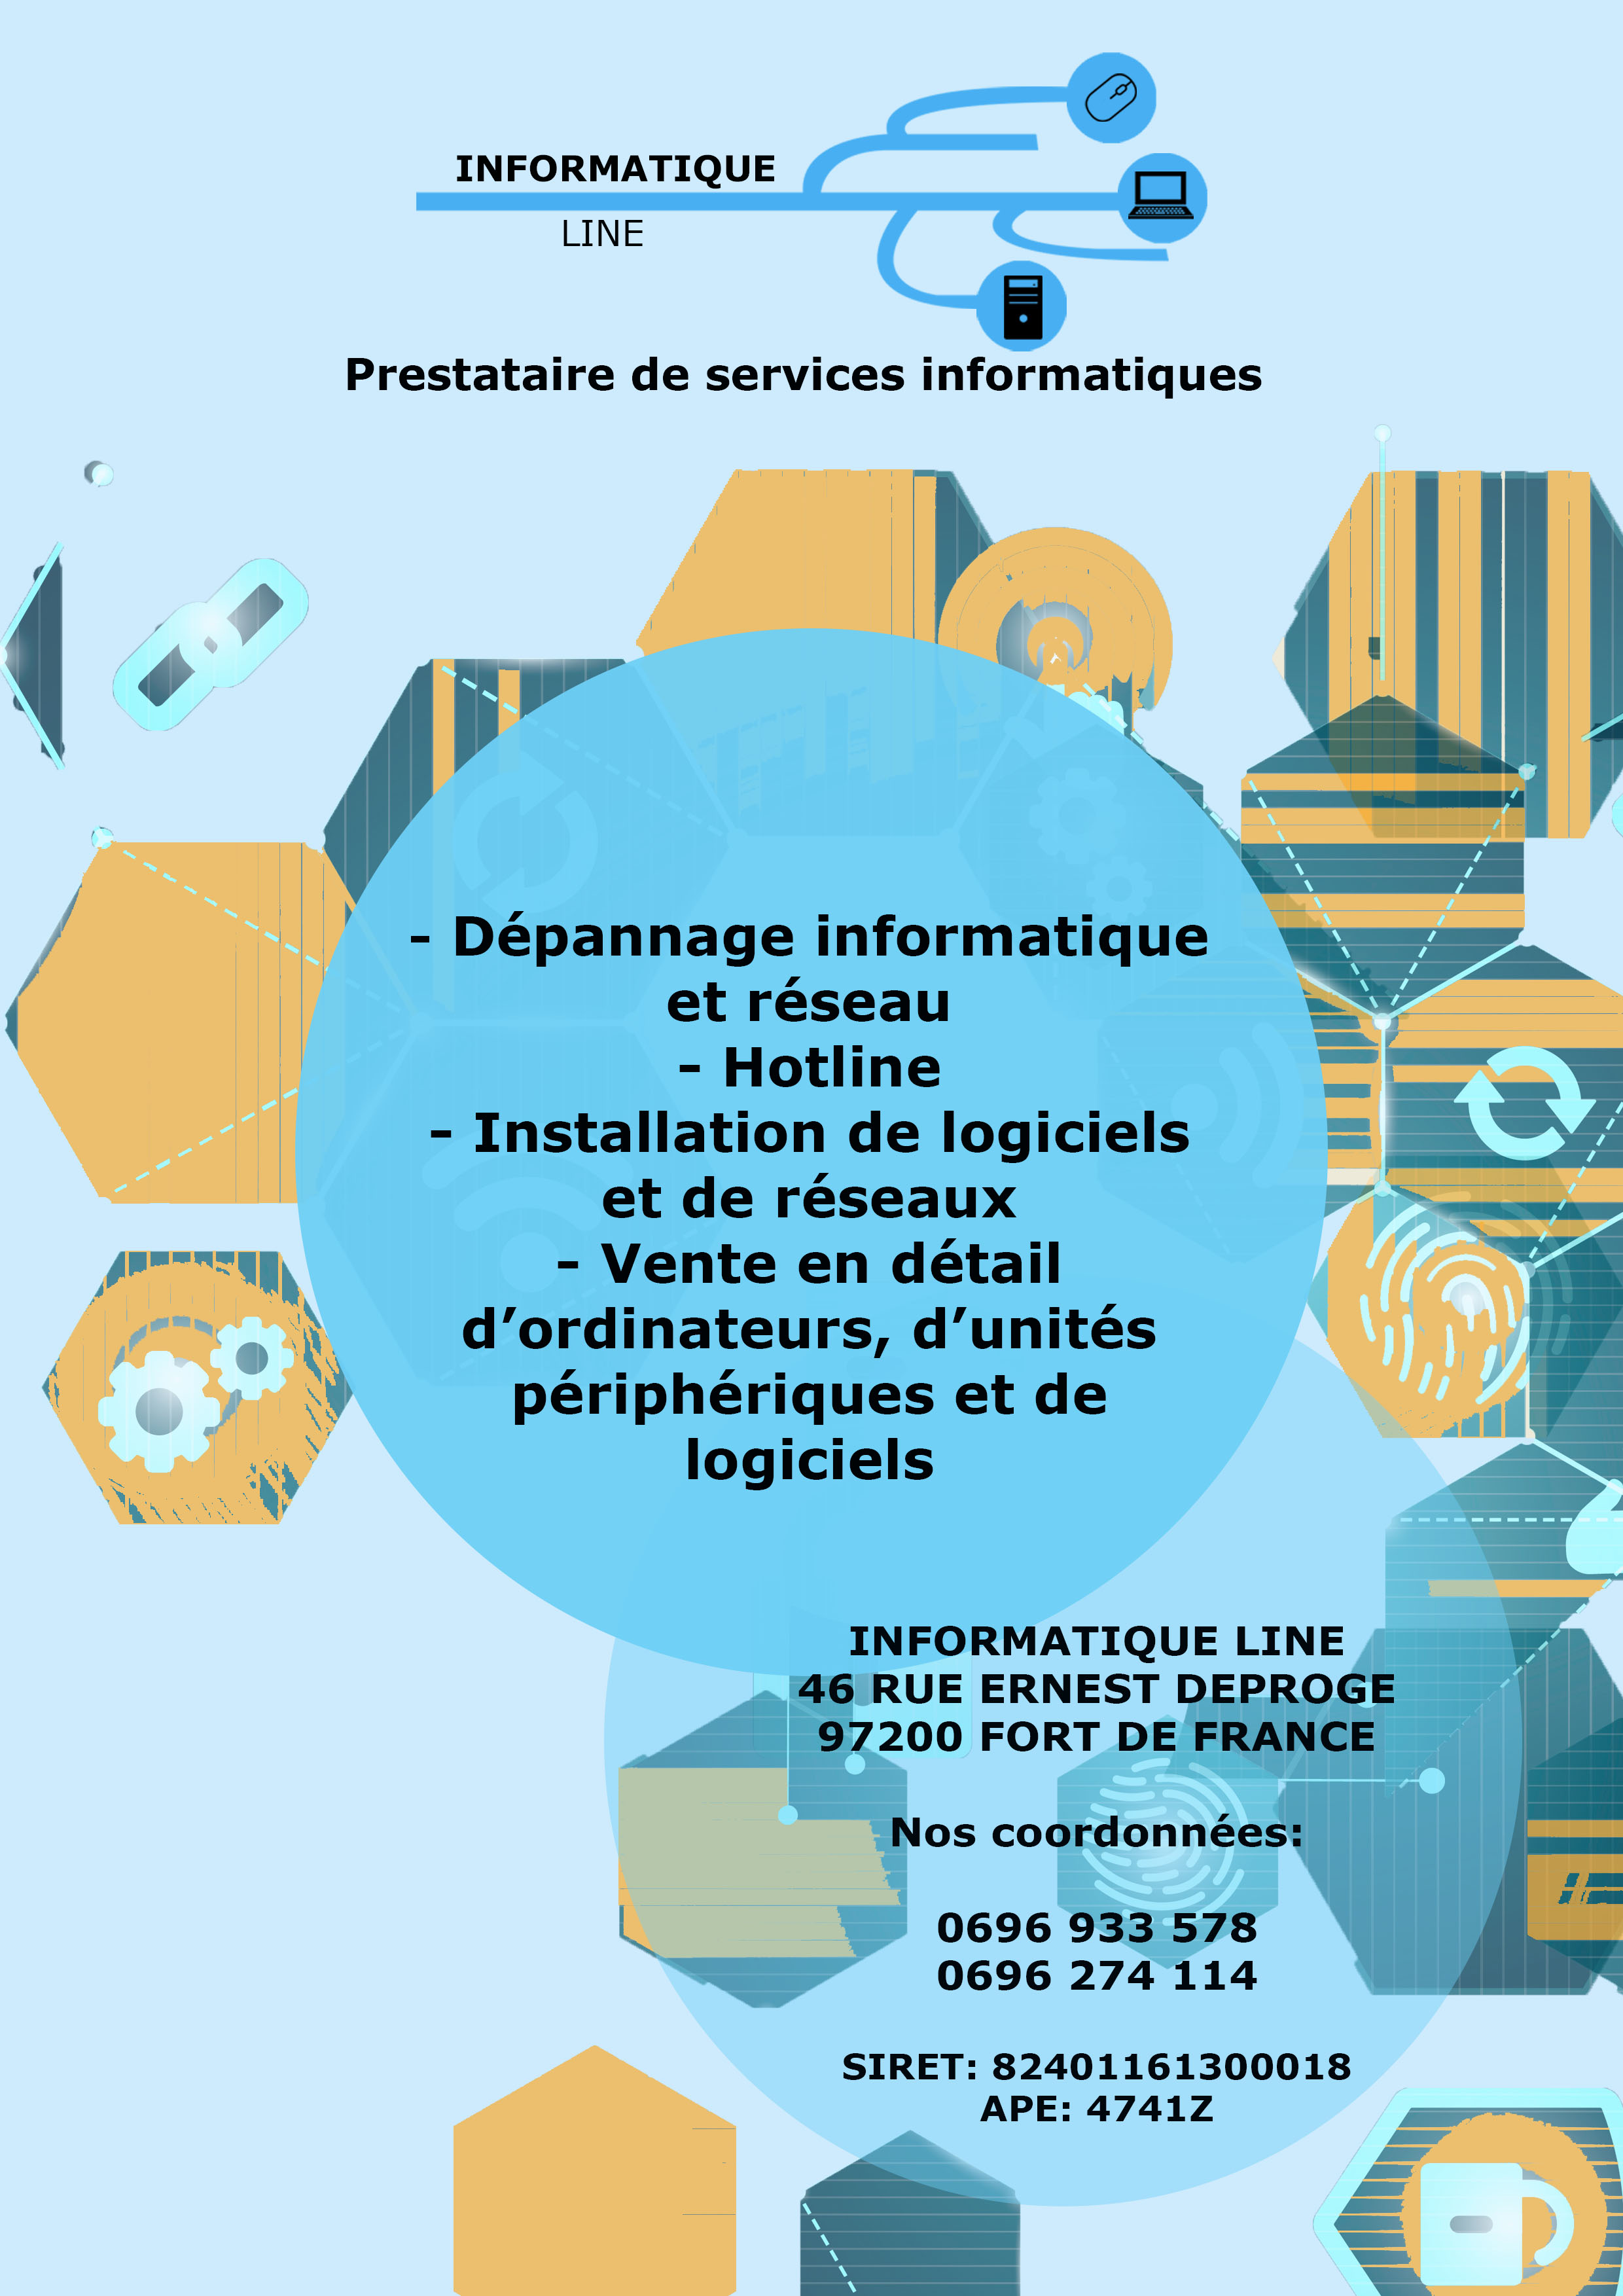 INFORMATIQUE
LINE
Prestataire de services informatiques
- Dépannage informatique
et réseau
- Hotline
- Installation de logiciels
et de réseaux
- Vente en détail
d’ordinateurs, d’unités
périphériques et de
logiciels
INFORMATIQUE LINE
46 RUE ERNEST DEPROGE
97200 FORT DE FRANCE
Nos coordonnées:
0696 933 578
0696 274 114
SIRET: 82401161300018
APE: 4741Z